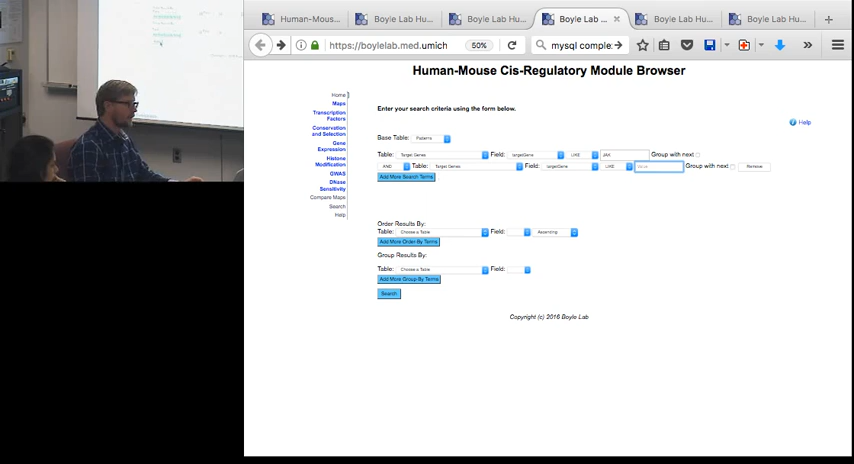 Human-Mous... Boyle Lab Hu... Boyle Lab Hu... Boyle Lab ... Boyle Lab Hu... Boyle Lab Hu...
https://boylelab.med.umich 50% mysql comple
Human-Mouse Cis-Regulatory Module Browser
Home
Maps
Transcription
Factors
Conservation
and Selection
Gene
Expression
Histone
Modification
GWAS
DNase
Sensitivity
Compare Maps
Search
Help
Enter your search criteria using the form below.
Help
Base Table: Patterns
Table: Target Genes Field: targetGene LIKE JAK Group with next
AND Table: Target Genes Field: targetGene LIKE Value Group with next Remove
Add More Search Terms
Order Results By:
Table: Choose a Table Field: Ascending
Add More Order-By Terms
Group Results By:
Table: Choose a Table Field:
Add More Group-By Terms
Search
Copyright (c) 2016 Boyle Lab